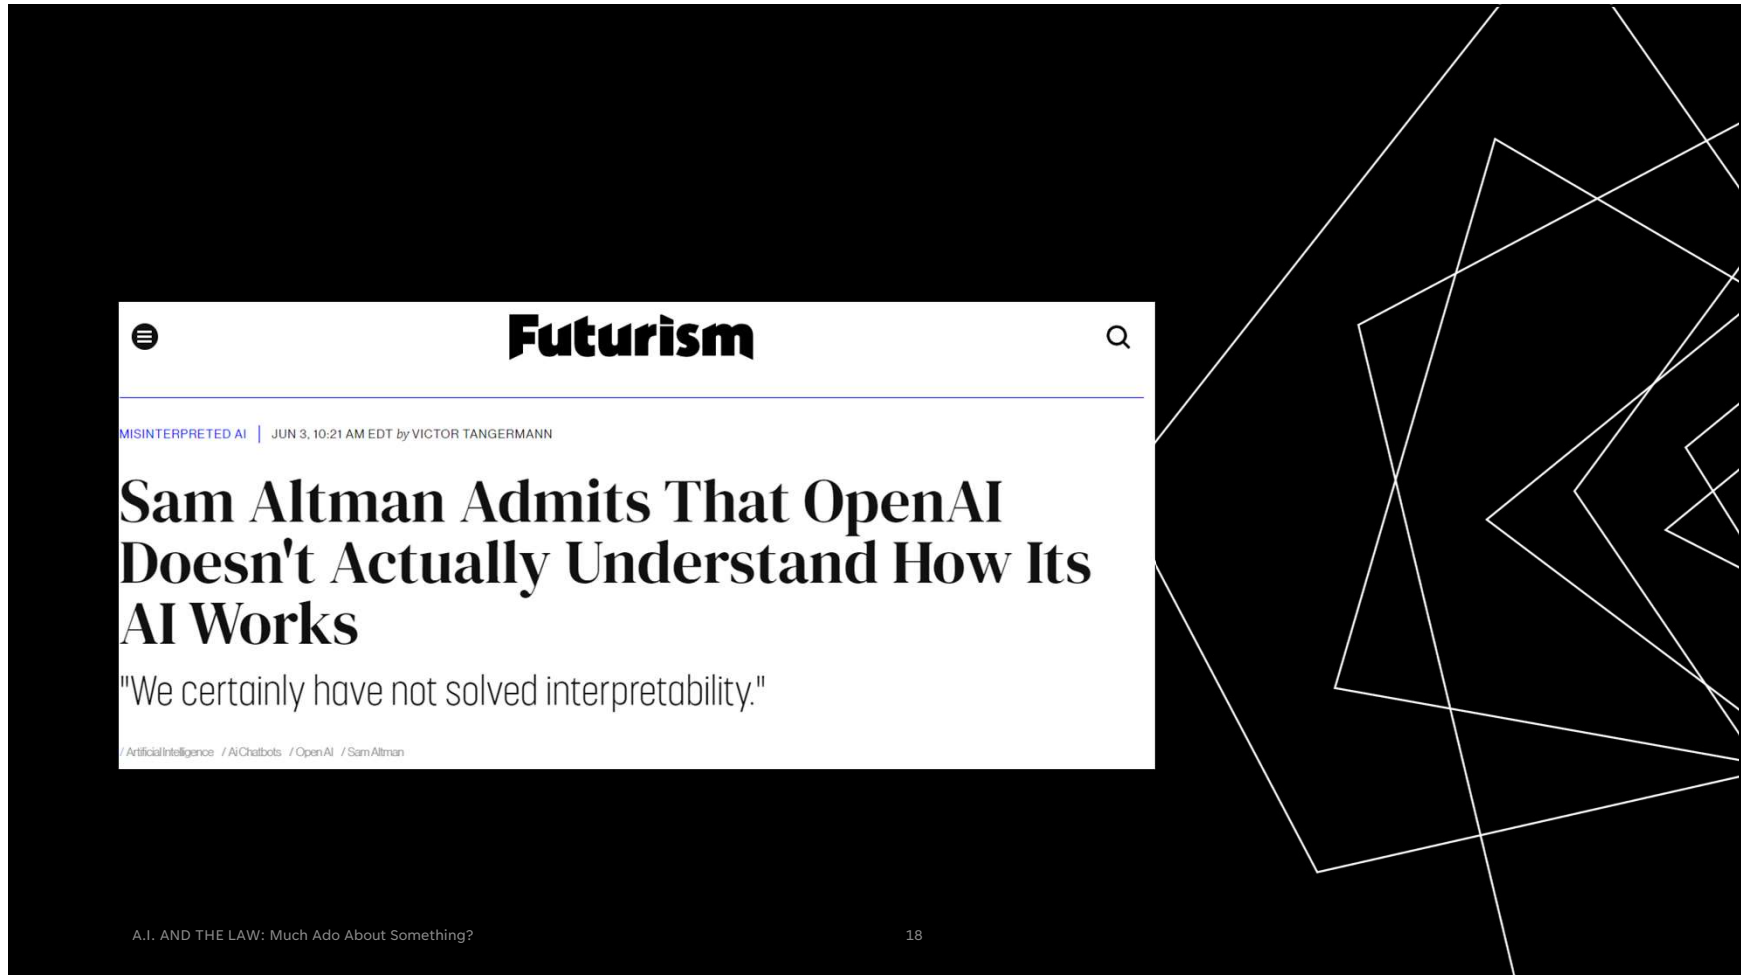 Futurism
MISINTERPRETED AI | JUN 3, 10:21 AM EDT by VICTOR TANGERMANN
Sam Altman Admits That OpenAI
Doesn't Actually Understand How Its
AI Works
"We certainly have not solved interpretability."
/ Artificial Intelligence / Ai Chatbots / Open AI / Sam Altman
A.I. AND THE LAW: Much Ado About Something? 18